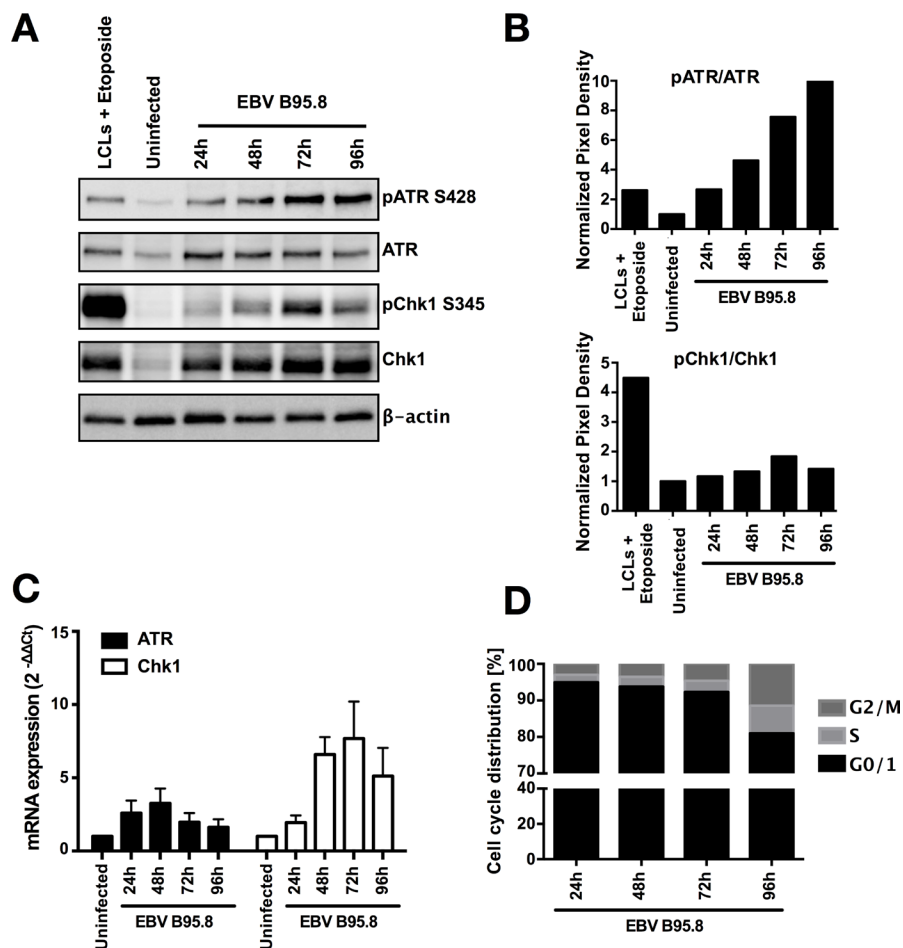 A
LCLs + Etoposide
Uninfected
EBV B95.8
24h
48h
72h
96h
pATR S428
ATR
pChk1 S345
Chk1
β-actin
B
pATR/ATR
Normalized Pixel Density
10
8
6
4
2
0
LCLs +
Etoposide
Uninfected
24h
48h
72h
96h
EBV B95.8
pChk1/Chk1
Normalized Pixel Density
5
4
3
2
1
0
LCLs +
Etoposide
Uninfected
24h
48h
72h
96h
EBV B95.8
C
mRNA expression (2 -ΔΔCt)
15
10
5
0
ATR
Chk1
Uninfected
24h
48h
72h
96h
EBV B95.8
Uninfected
24h
48h
72h
96h
EBV B95.8
D
Cell cycle distribution [%]
100
90
80
70
40
20
0
G2/M
S
G0/1
24h
48h
72h
96h
EBV B95.8